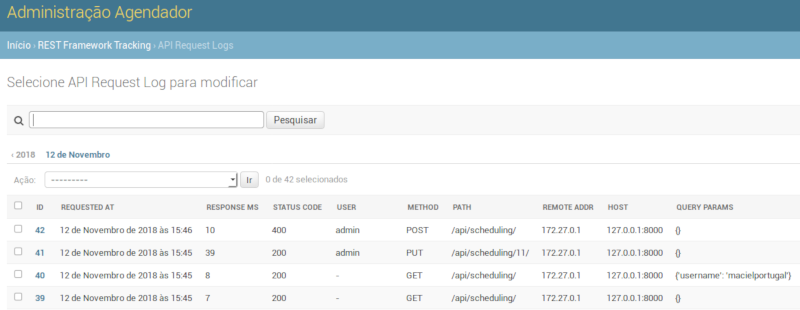 Administração Agendador
Início › REST Framework Tracking › API Request Logs
Selecione API Request Log para modificar
Pesquisar
‹ 2018 12 de Novembro
Ação: --------- Ir 0 de 42 selecionados
ID REQUESTED AT RESPONSE MS STATUS CODE USER METHOD PATH REMOTE ADDR HOST QUERY PARAMS
42 12 de Novembro de 2018 às 15:46 10 400 admin POST /api/scheduling/ 172.27.0.1 127.0.0.1:8000 {}
41 12 de Novembro de 2018 às 15:45 39 200 admin PUT /api/scheduling/11/ 172.27.0.1 127.0.0.1:8000 {}
40 12 de Novembro de 2018 às 15:45 8 200 - GET /api/scheduling/ 172.27.0.1 127.0.0.1:8000 {'username': 'macielportugal'}
39 12 de Novembro de 2018 às 15:45 7 200 - GET /api/scheduling/ 172.27.0.1 127.0.0.1:8000 {}